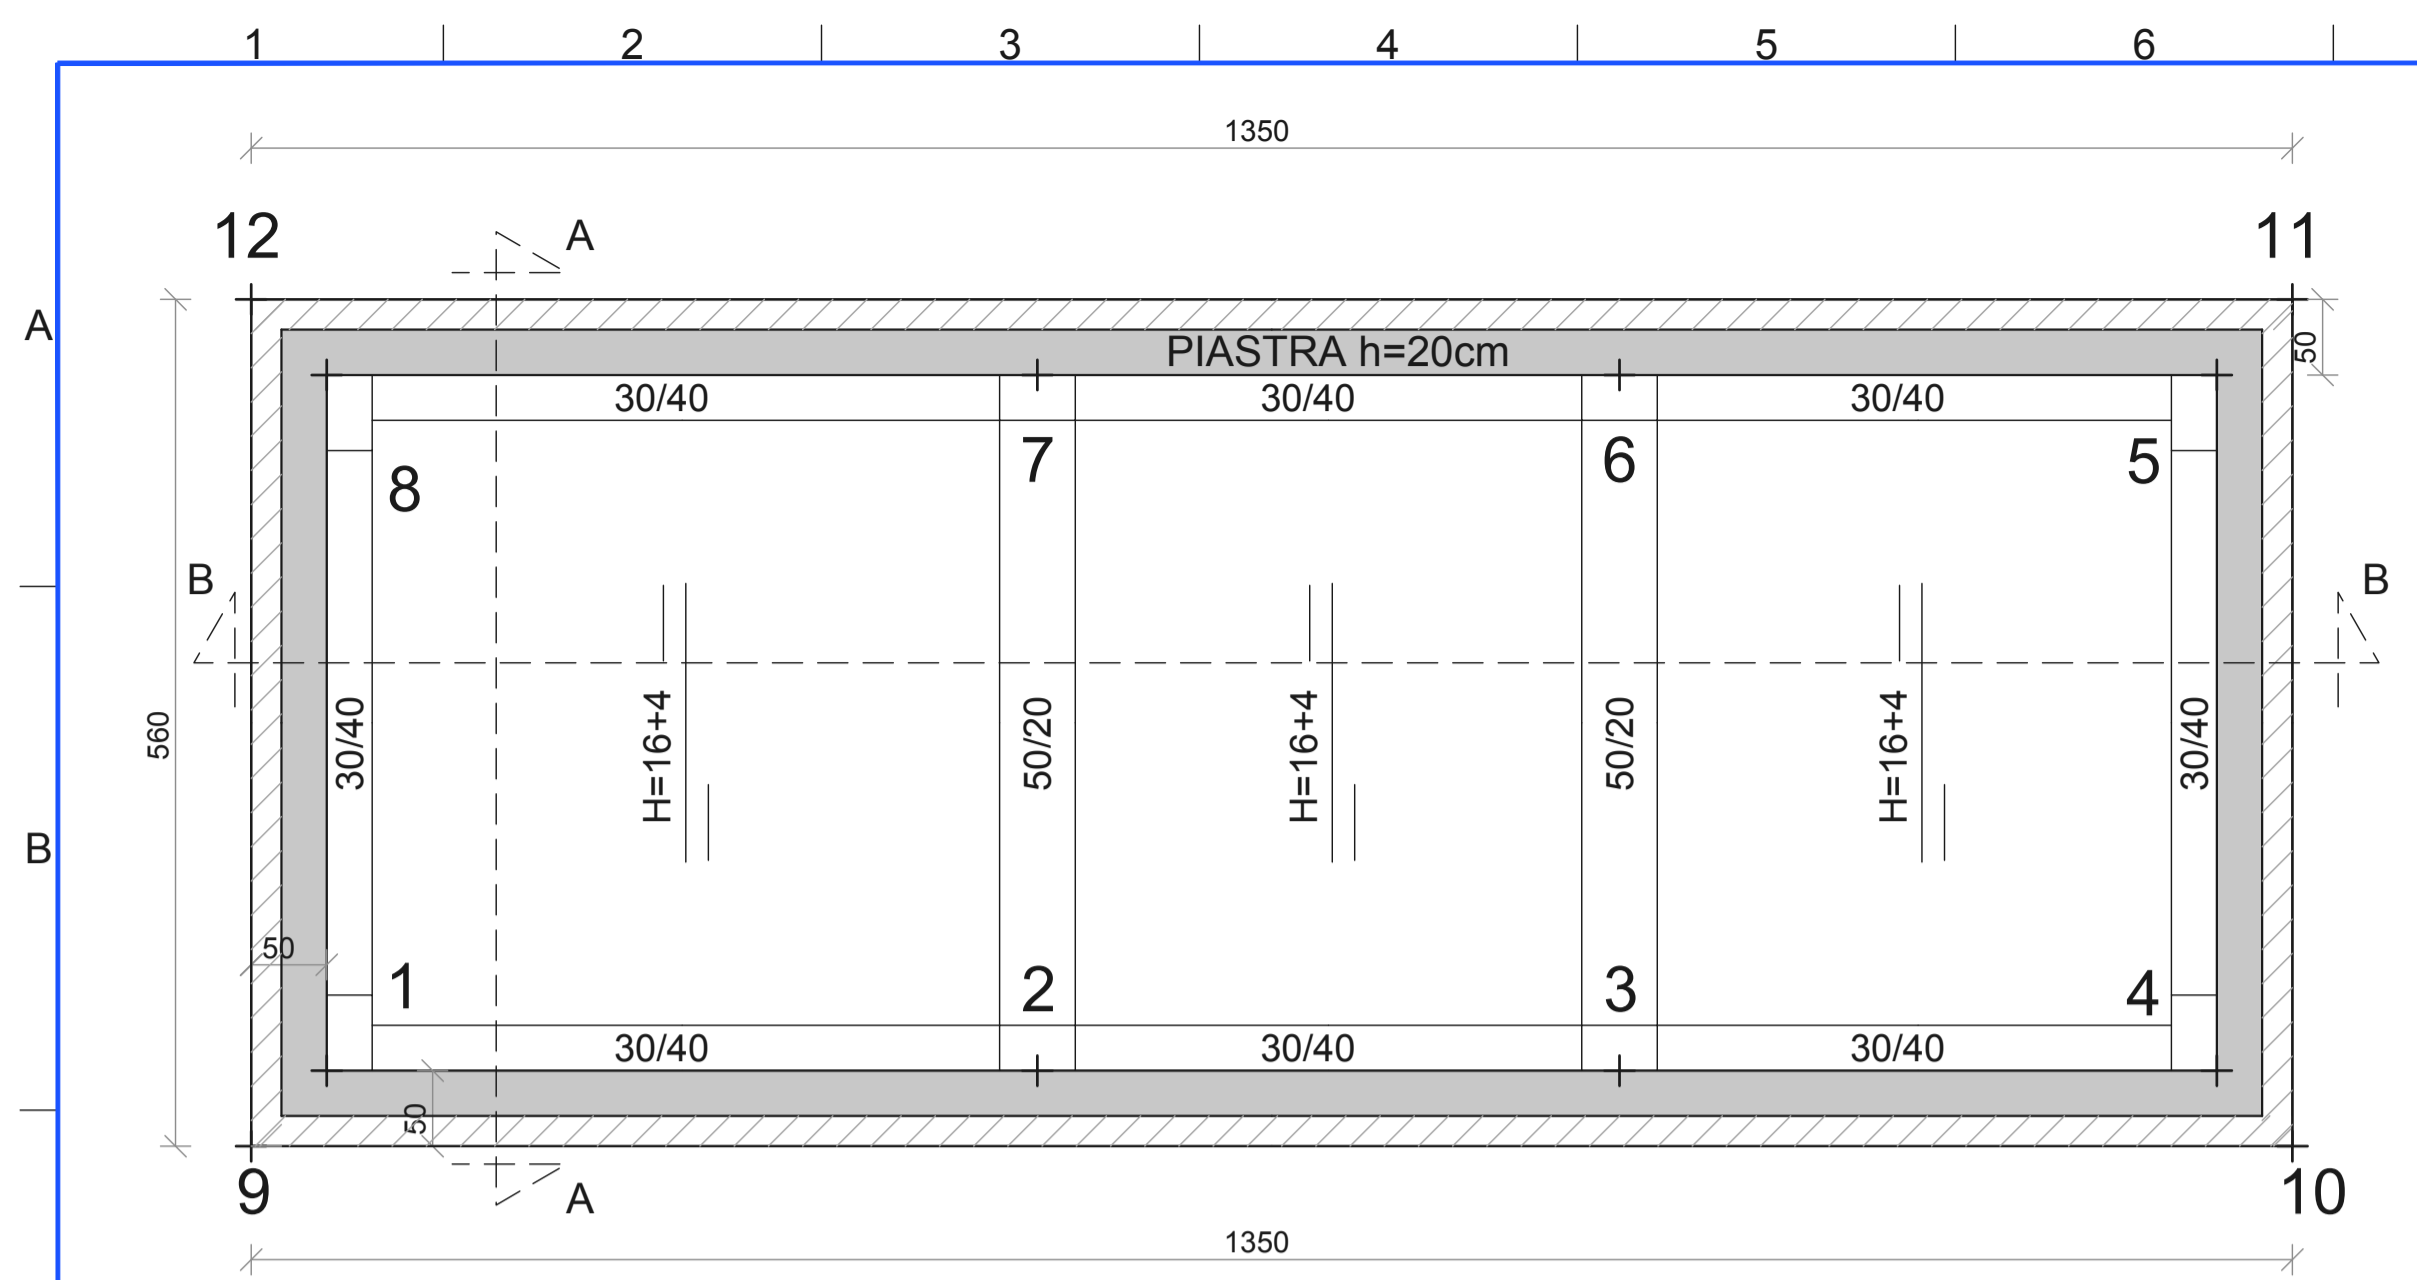 1 2 3 4 5 6
1350
12 A 11
A
PIASTRA h=20cm
50
30/40 30/40 30/40
8 7 6 5
B B
560
30/40 H=16+4 50/20 H=16+4 50/20 H=16+4 30/40
B
50
1 2 3 4
30/40 30/40 30/40
50
9 A 10
1350